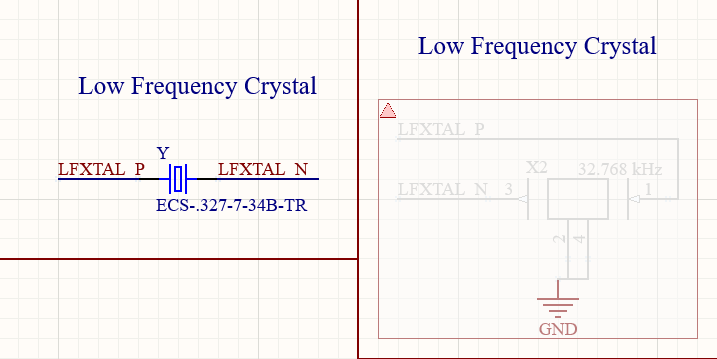 Low Frequency Crystal
Y
LFXTAL_P
LFXTAL_N
ECS-.327-7-34B-TR
Low Frequency Crystal
LFXTAL_P
LFXTAL_N
3
X2
32.768 kHz
1
2
4
GND